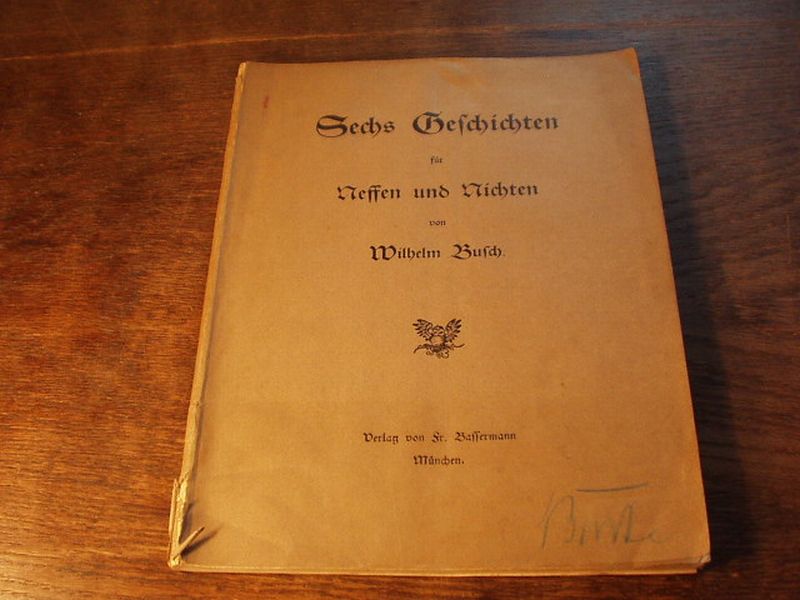 Sechs Geſchichten
für
Neffen und Nichten
von
Wilhelm Buſch.
Verlag von Fr. Baſſermann
München.